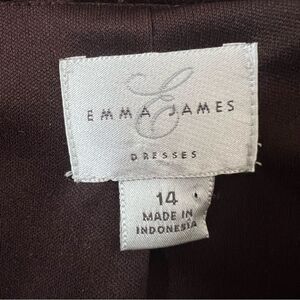 E
EMMA JAMES
DRESSES
14
MADE IN
INDONESIA